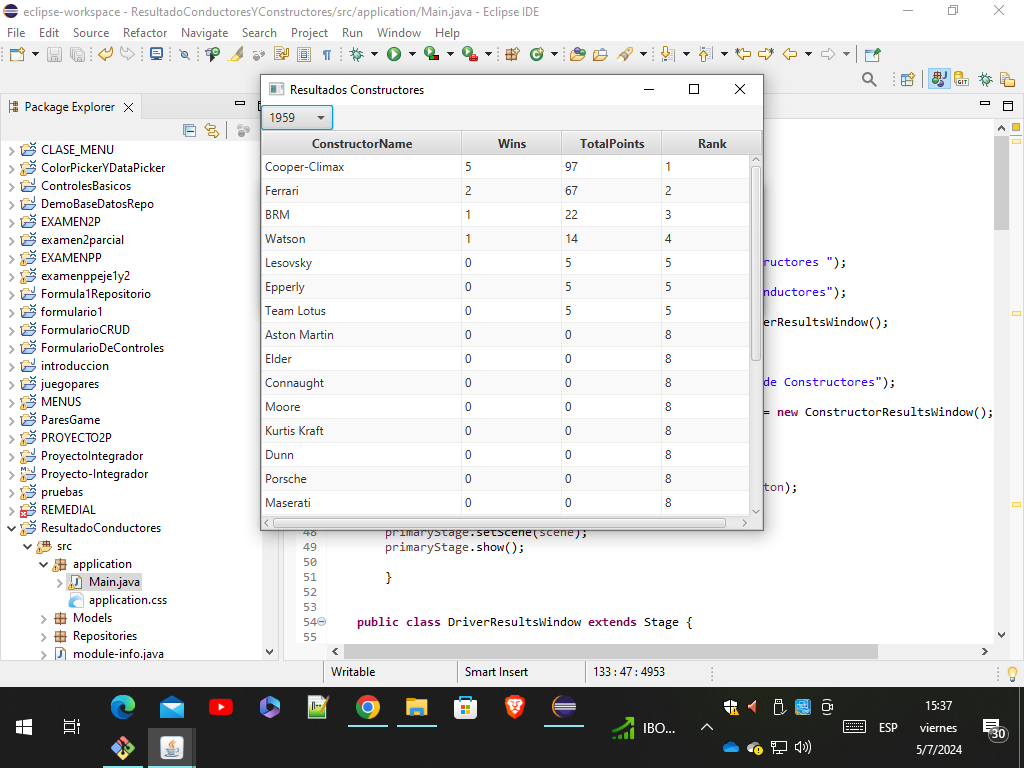 eclipse-workspace - ResultadoConductoresYConstructores/src/application/Main.java - Eclipse IDE
File Edit Source Refactor Navigate Search Project Run Window Help
Package Explorer
CLASE_MENU
ColorPickerYDataPicker
ControlesBasicos
DemoBaseDatosRepo
EXAMEN2P
examen2parcial
EXAMENPP
examenppeje1y2
Formula1Repositorio
formulario1
FormularioCRUD
FormularioDeControles
introduccion
juegopares
MENUS
ParesGame
PROYECTO2P
ProyectoIntegrador
Proyecto-Integrador
pruebas
REMEDIAL
ResultadoConductores
src
application
Main.java
application.css
Models
Repositories
module-info.java
Resultados Constructores
1959
ConstructorName Wins TotalPoints Rank
Cooper-Climax 5 97 1
Ferrari 2 67 2
BRM 1 22 3
Watson 1 14 4
Lesovsky 0 5 5
Epperly 0 5 5
Team Lotus 0 5 5
Aston Martin 0 0 8
Elder 0 0 8
Connaught 0 0 8
Moore 0 0 8
Kurtis Kraft 0 0 8
Dunn 0 0 8
Porsche 0 0 8
Maserati 0 0 8
ructores ");
nductores");
erResultsWindow();
de Constructores");
= new ConstructorResultsWindow();
ton);
48 primaryStage.setScene(scene);
49 primaryStage.show();
50
51 }
52
53
54 public class DriverResultsWindow extends Stage {
55
Writable Smart Insert 133 : 47 : 4953
IBO...
ESP
15:37
viernes
5/7/2024
30